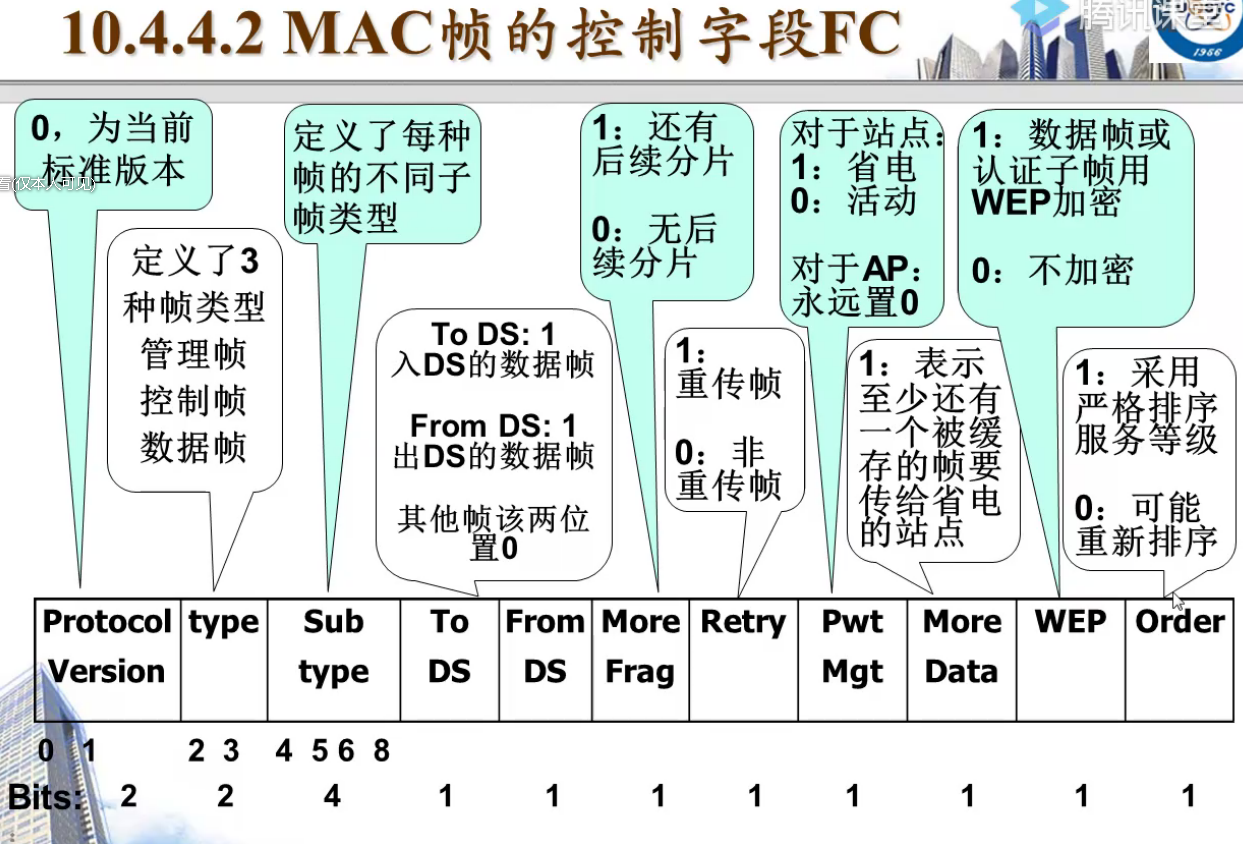 10.4.4.2 MAC帧的控制字段FC
腾讯课堂
1956
0，为当前
标准版本
看(仅本人可见)
定义了每种
帧的不同子
帧类型
1：还有
后续分片
0：无后
续分片
对于站点：
1：省电
0：活动
对于AP：
永远置0
1：数据帧或
认证子帧用
WEP加密
0：不加密
定义了3
种帧类型
管理帧
控制帧
数据帧
To DS: 1
入DS的数据帧
From DS: 1
出DS的数据帧
其他帧该两位
置0
1：
重传帧
0：非
重传帧
1：表示
至少还有
一个被缓
存的帧要
传给省电
的站点
1：采用
严格排序
服务等级
0：可能
重新排序
Protocol
Version
type
Sub
type
To
DS
From
DS
More
Frag
Retry
Pwt
Mgt
More
Data
WEP
Order
0 1 2 3 4 5 6 8
Bits: 2 2 4 1 1 1 1 1 1 1 1